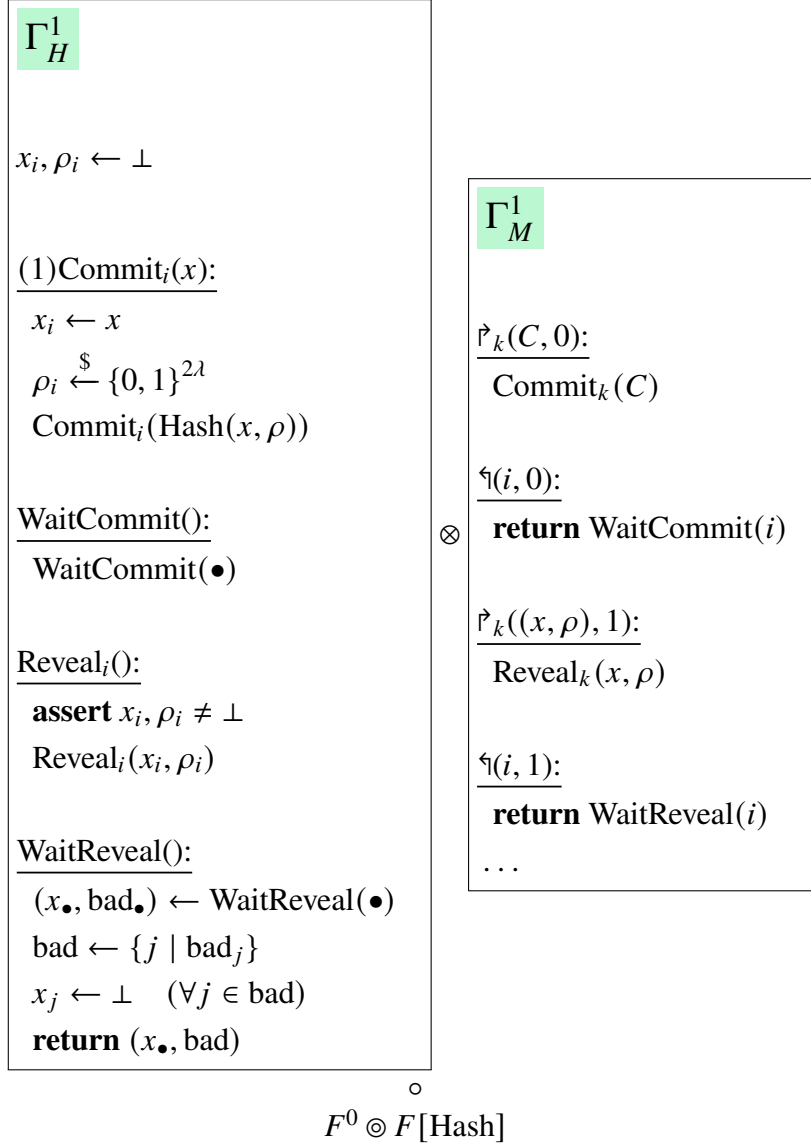 Γ^1_H
x_i, ρ_i ← ⊥
(1)Commit_i(x):
x_i ← x
ρ_i ←$ {0, 1}^{2λ}
Commit_i(Hash(x, ρ))
WaitCommit():
WaitCommit(•)
Reveal_i():
assert x_i, ρ_i ≠ ⊥
Reveal_i(x_i, ρ_i)
WaitReveal():
(x_•, bad_•) ← WaitReveal(•)
bad ← {j | bad_j}
x_j ← ⊥ (∀j ∈ bad)
return (x_•, bad)
⊗
Γ^1_M
↱_k(C, 0):
Commit_k(C)
↰(i, 0):
return WaitCommit(i)
↱_k((x, ρ), 1):
Reveal_k(x, ρ)
↰(i, 1):
return WaitReveal(i)
. . .
∘
F^0 ⊚ F[Hash]